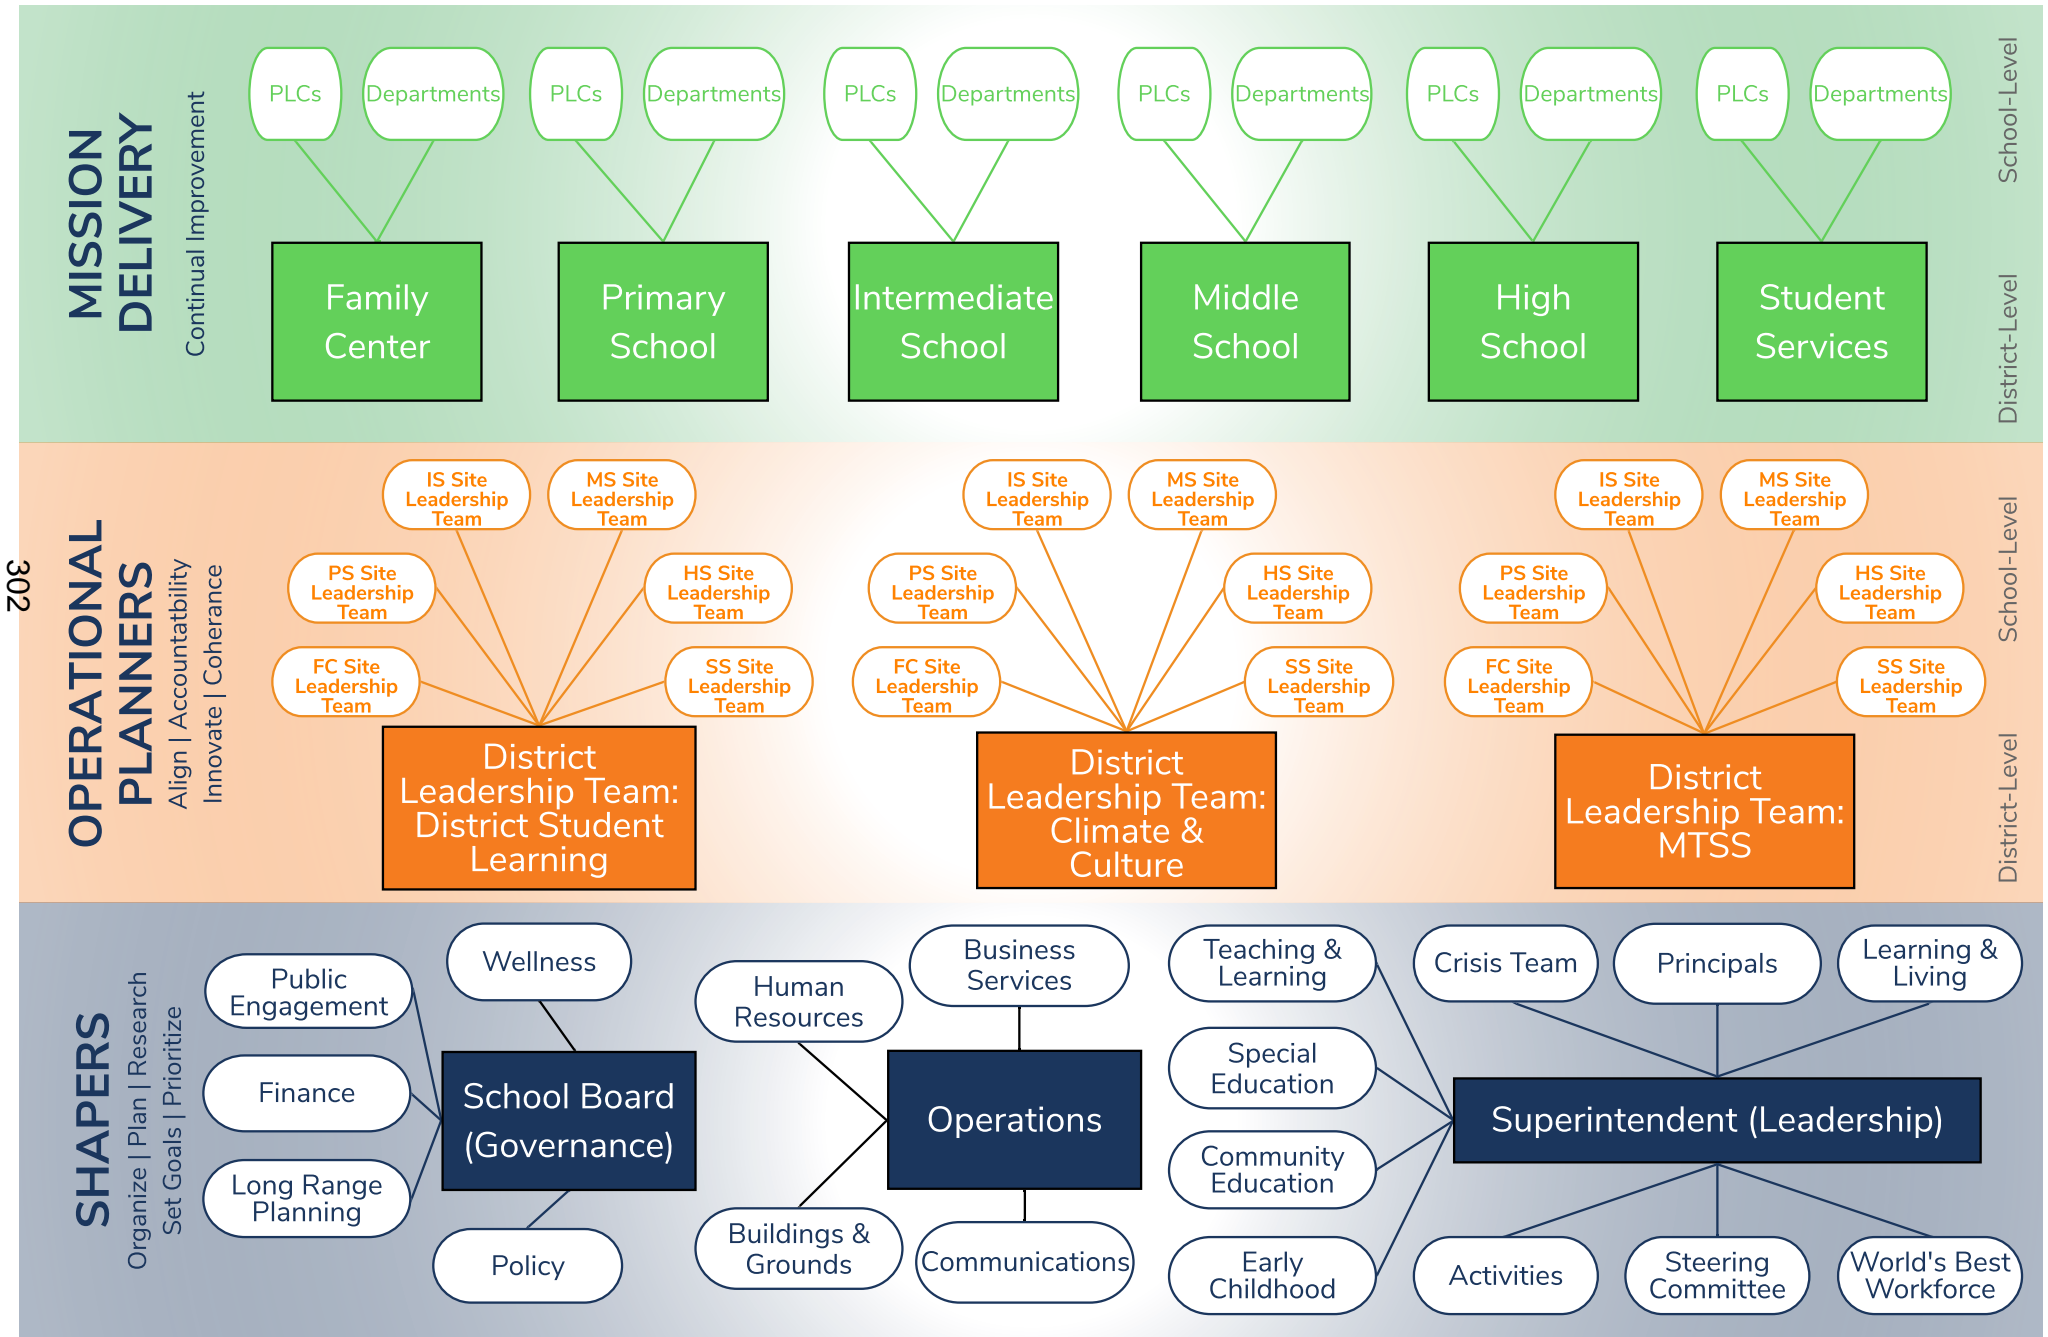 MISSION
DELIVERY
Continual Improvement
School-Level
District-Level
PLCs
Departments
PLCs
Departments
PLCs
Departments
PLCs
Departments
PLCs
Departments
PLCs
Departments
Family
Center
Primary
School
Intermediate
School
Middle
School
High
School
Student
Services
302
OPERATIONAL
PLANNERS
Align | Accountatbility
Innovate | Coherance
School-Level
District-Level
IS Site
Leadership
Team
MS Site
Leadership
Team
PS Site
Leadership
Team
HS Site
Leadership
Team
FC Site
Leadership
Team
SS Site
Leadership
Team
District
Leadership Team:
District Student
Learning
IS Site
Leadership
Team
MS Site
Leadership
Team
PS Site
Leadership
Team
HS Site
Leadership
Team
FC Site
Leadership
Team
SS Site
Leadership
Team
District
Leadership Team:
Climate &
Culture
IS Site
Leadership
Team
MS Site
Leadership
Team
PS Site
Leadership
Team
HS Site
Leadership
Team
FC Site
Leadership
Team
SS Site
Leadership
Team
District
Leadership Team:
MTSS
SHAPERS
Organize | Plan | Research
Set Goals | Prioritize
Wellness
Public
Engagement
Finance
Long Range
Planning
Policy
School Board
(Governance)
Business
Services
Human
Resources
Operations
Buildings &
Grounds
Communications
Teaching &
Learning
Special
Education
Community
Education
Early
Childhood
Crisis Team
Principals
Learning &
Living
Superintendent (Leadership)
Activities
Steering
Committee
World's Best
Workforce